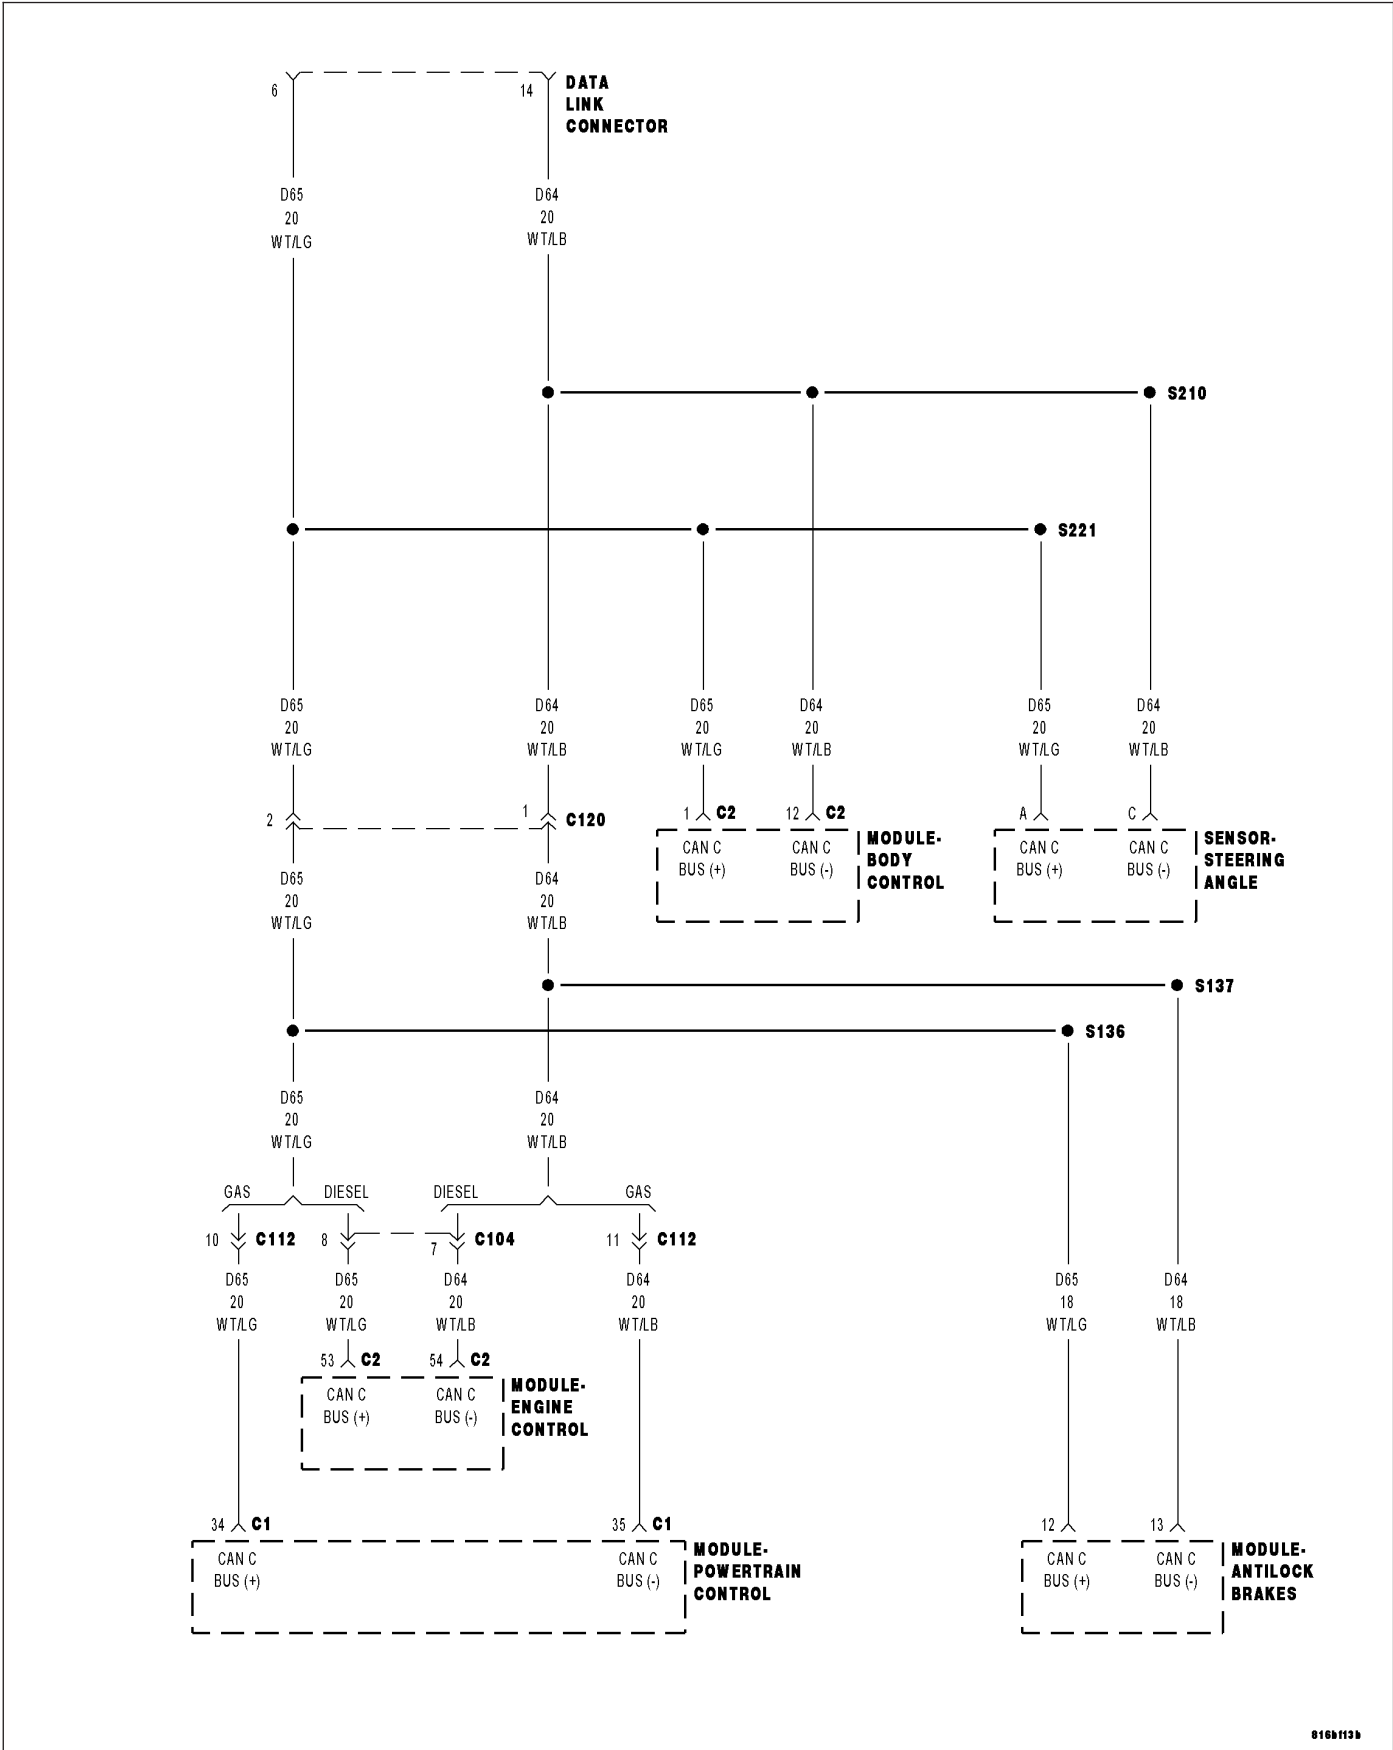 6
14
DATA
LINK
CONNECTOR
D65
20
WT/LG
D64
20
WT/LB
S210
S221
D65
20
WT/LG
D64
20
WT/LB
D65
20
WT/LG
D64
20
WT/LB
D65
20
WT/LG
D64
20
WT/LB
2
1
C120
1
C2
12
C2
A
C
CAN C
BUS (+)
CAN C
BUS (-)
MODULE-
BODY
CONTROL
CAN C
BUS (+)
CAN C
BUS (-)
SENSOR-
STEERING
ANGLE
D65
20
WT/LG
D64
20
WT/LB
S137
S136
D65
20
WT/LG
D64
20
WT/LB
GAS
DIESEL
DIESEL
GAS
10
C112
8
7
C104
11
C112
D65
20
WT/LG
D65
20
WT/LG
D64
20
WT/LB
D64
20
WT/LB
D65
18
WT/LG
D64
18
WT/LB
53
C2
54
C2
CAN C
BUS (+)
CAN C
BUS (-)
MODULE-
ENGINE
CONTROL
34
C1
35
C1
12
13
CAN C
BUS (+)
CAN C
BUS (-)
MODULE-
POWERTRAIN
CONTROL
CAN C
BUS (+)
CAN C
BUS (-)
MODULE-
ANTILOCK
BRAKES
816bf13b